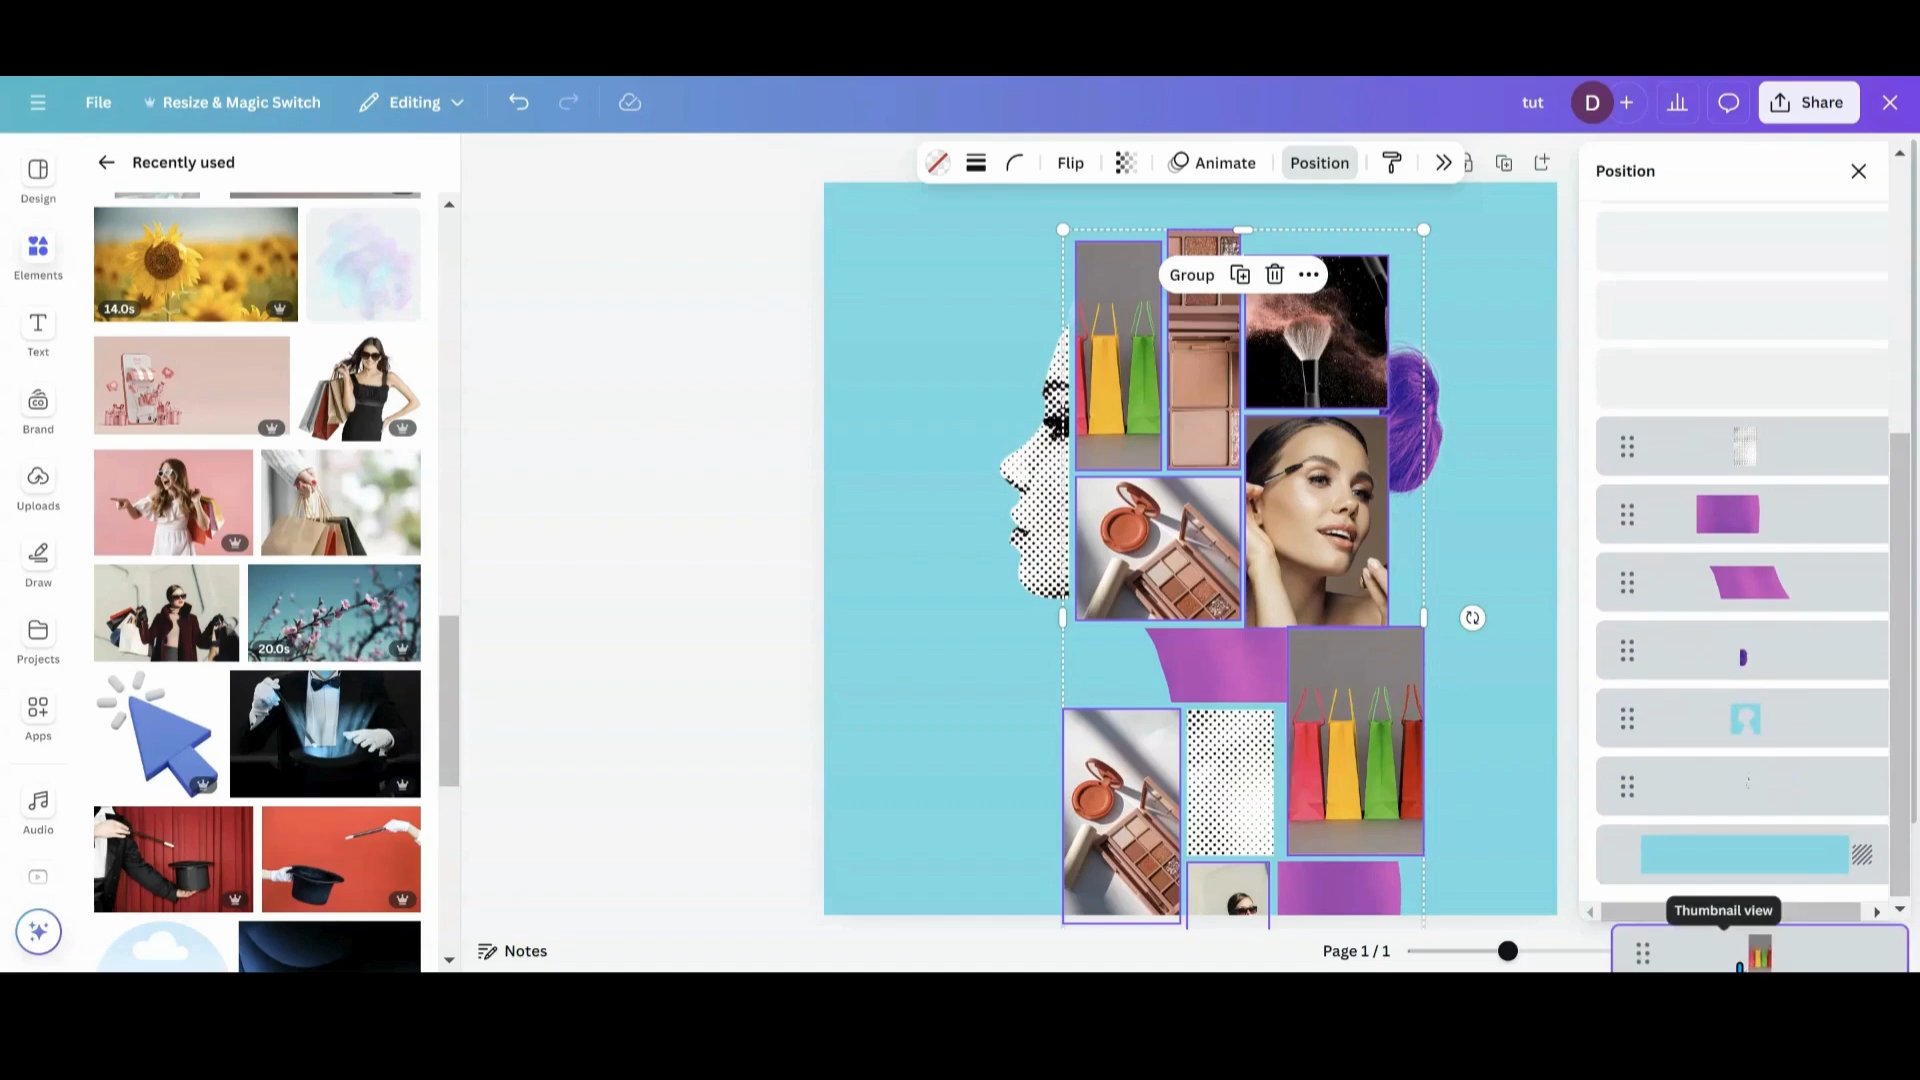 File
Resize & Magic Switch
Editing
tut
D
Share
Design
Elements
Text
Brand
Uploads
Draw
Projects
Apps
Audio
Recently used
14.0s
20.0s
Flip
Animate
Position
Group
Position
Thumbnail view
Notes
Page 1 / 1